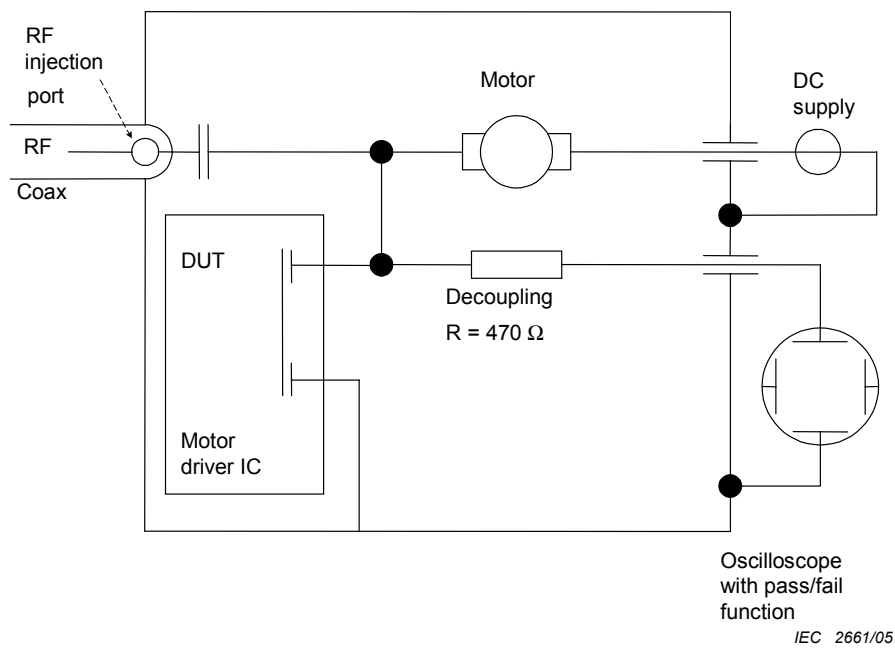 RF
injection
port
RF
Coax
Motor
DC
supply
DUT
Decoupling
R = 470 Ω
Motor
driver IC
Oscilloscope
with pass/fail
function
IEC 2661/05